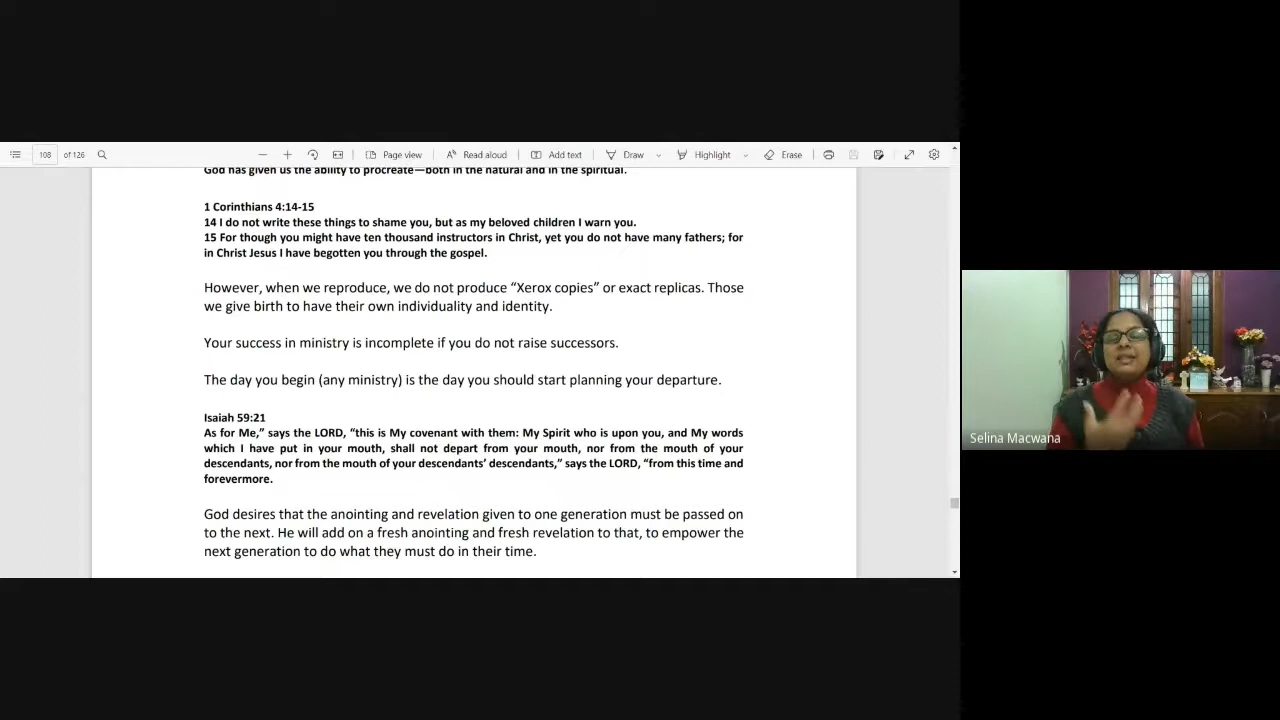 108 of 126 Page view Read aloud Add text Draw Highlight Erase
God has given us the ability to procreate—both in the natural and in the spiritual.
1 Corinthians 4:14-15
14 I do not write these things to shame you, but as my beloved children I warn you.
15 For though you might have ten thousand instructors in Christ, yet you do not have many fathers; for
in Christ Jesus I have begotten you through the gospel.
However, when we reproduce, we do not produce “Xerox copies” or exact replicas. Those
we give birth to have their own individuality and identity.
Your success in ministry is incomplete if you do not raise successors.
The day you begin (any ministry) is the day you should start planning your departure.
Isaiah 59:21
As for Me,” says the LORD, “this is My covenant with them: My Spirit who is upon you, and My words
which I have put in your mouth, shall not depart from your mouth, nor from the mouth of your
descendants, nor from the mouth of your descendants’ descendants,” says the LORD, “from this time and
forevermore.
God desires that the anointing and revelation given to one generation must be passed on
to the next. He will add on a fresh anointing and fresh revelation to that, to empower the
next generation to do what they must do in their time.
Selina Macwana